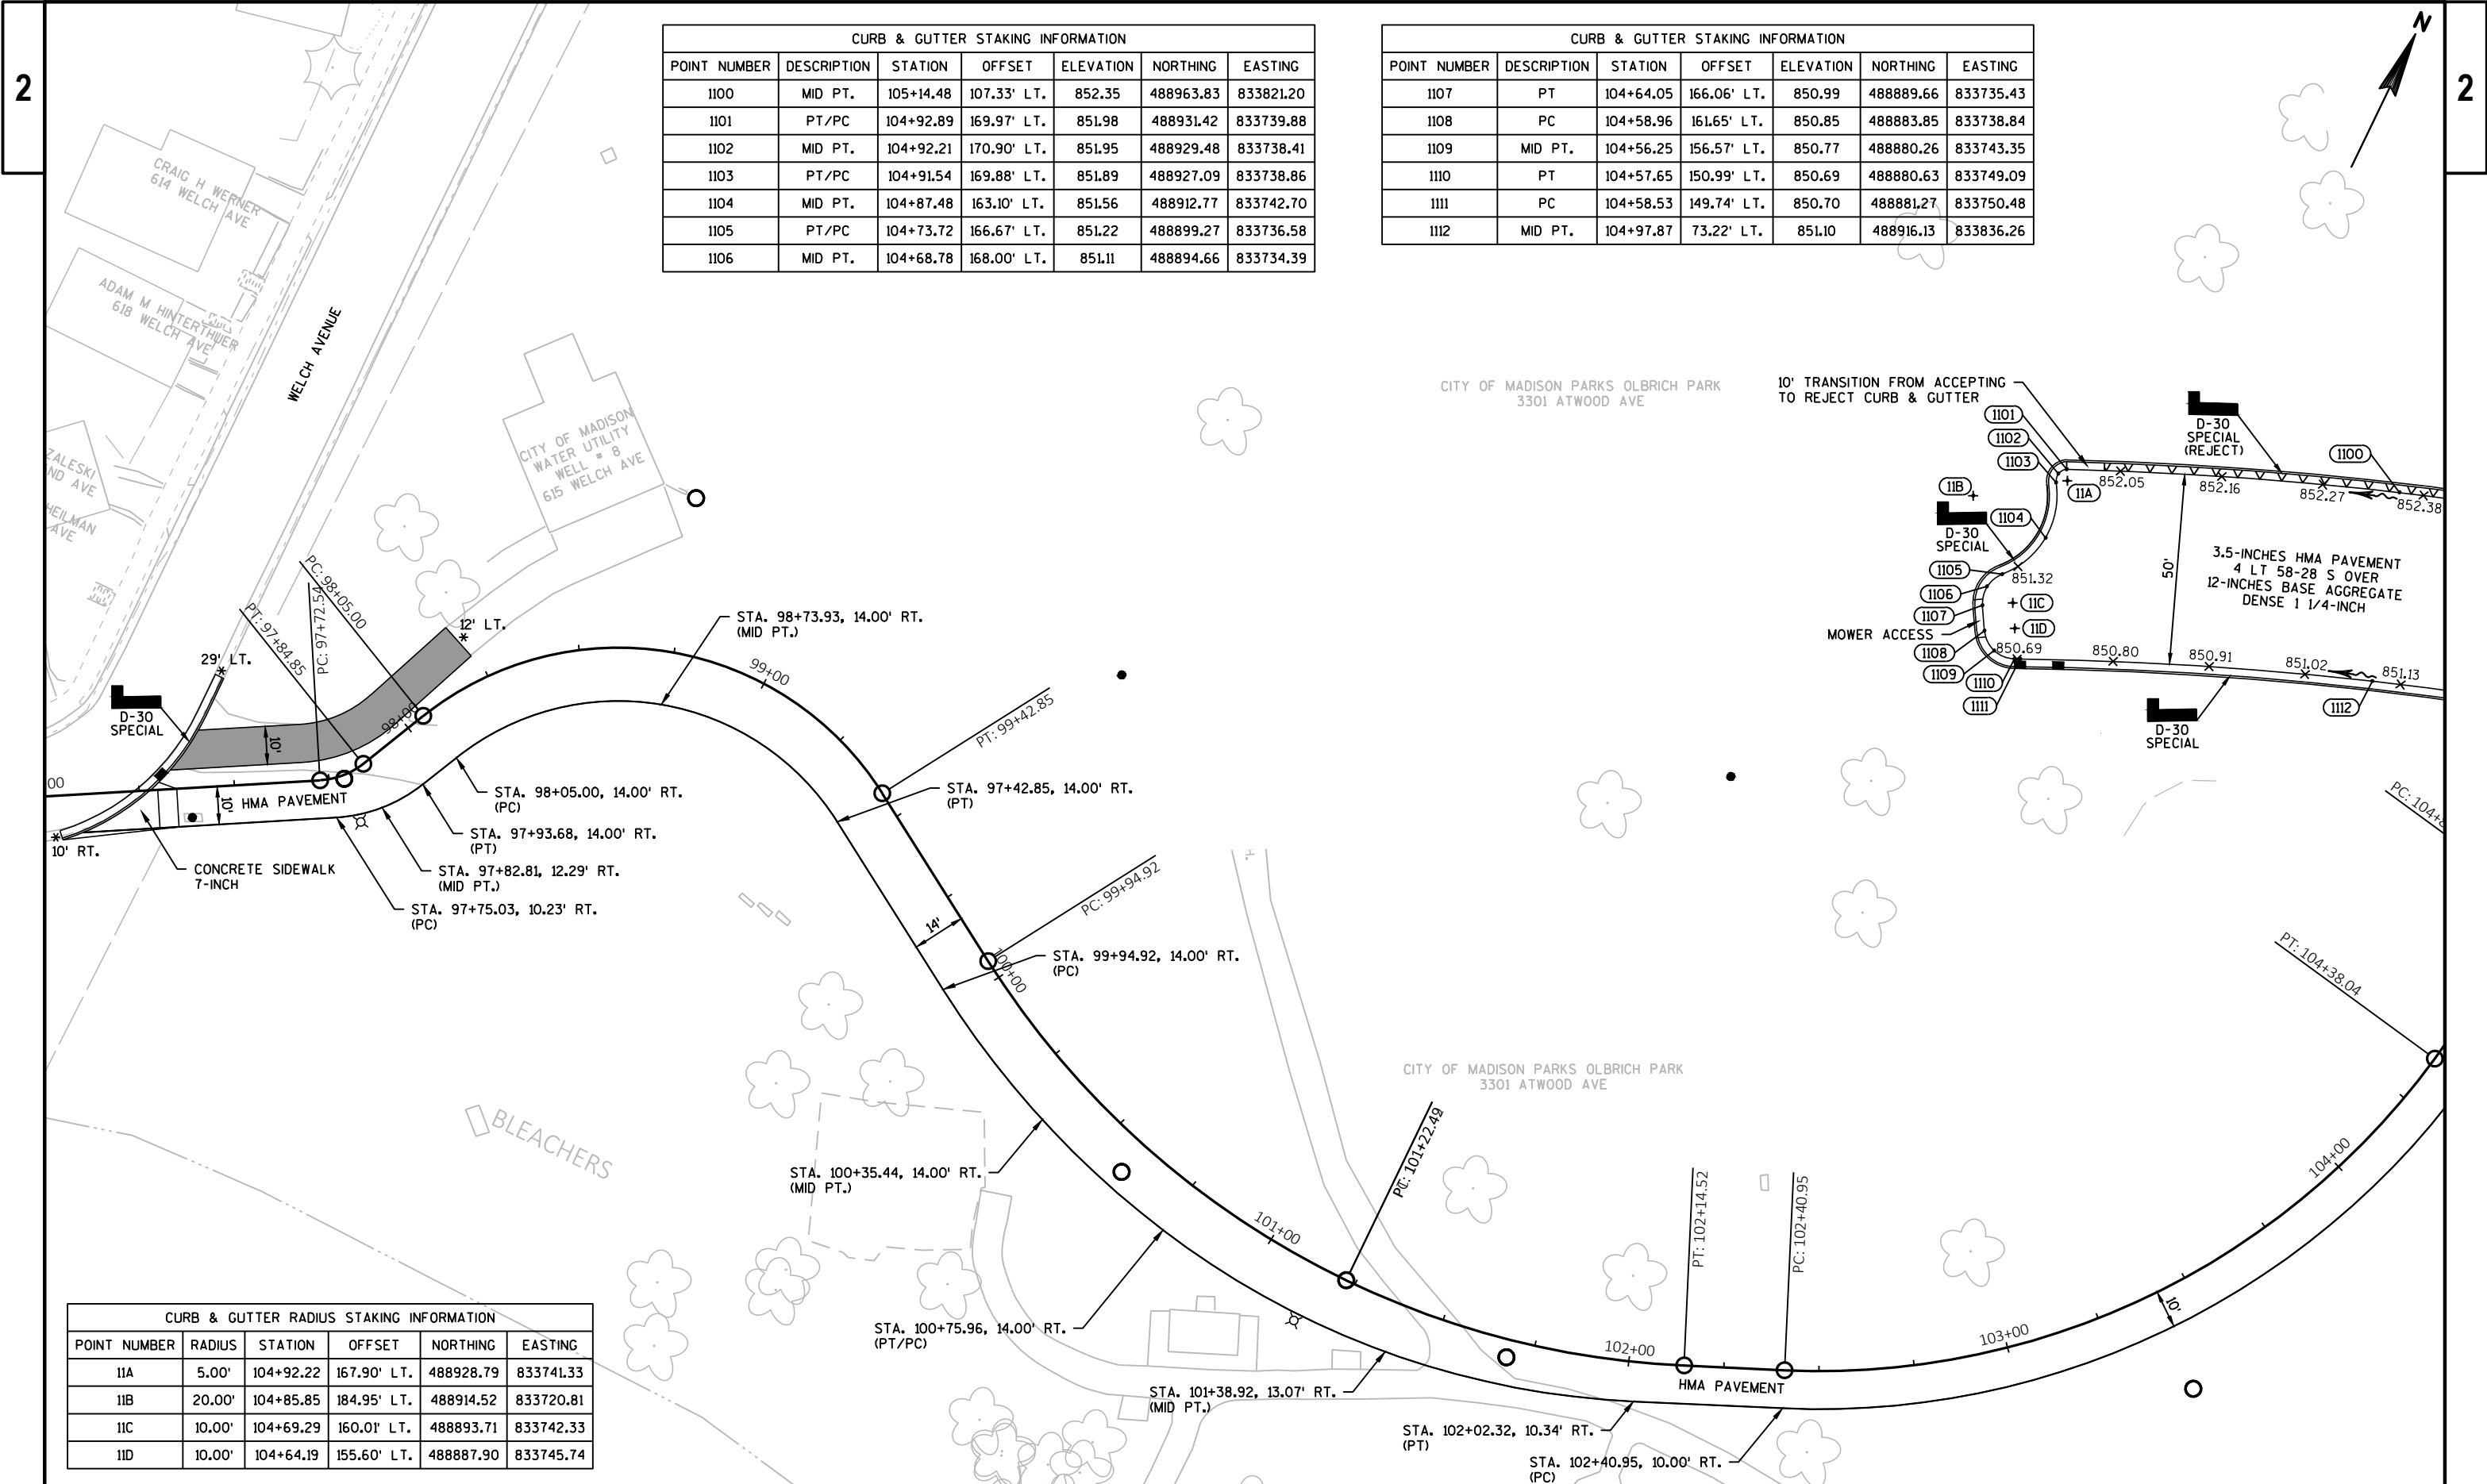 2
2
N
CURB & GUTTER STAKING INFORMATION
POINT NUMBER DESCRIPTION STATION OFFSET ELEVATION NORTHING EASTING
1100 MID PT. 105+14.48 107.33' LT. 852.35 488963.83 833821.20
1101 PT/PC 104+92.89 169.97' LT. 851.98 488931.42 833739.88
1102 MID PT. 104+92.21 170.90' LT. 851.95 488929.48 833738.41
1103 PT/PC 104+91.54 169.88' LT. 851.89 488927.09 833738.86
1104 MID PT. 104+87.48 163.10' LT. 851.56 488912.77 833742.70
1105 PT/PC 104+73.72 166.67' LT. 851.22 488899.27 833736.58
1106 MID PT. 104+68.78 168.00' LT. 851.11 488894.66 833734.39
CURB & GUTTER STAKING INFORMATION
POINT NUMBER DESCRIPTION STATION OFFSET ELEVATION NORTHING EASTING
1107 PT 104+64.05 166.06' LT. 850.99 488889.66 833735.43
1108 PC 104+58.96 161.65' LT. 850.85 488883.85 833738.84
1109 MID PT. 104+56.25 156.57' LT. 850.77 488880.26 833743.35
1110 PT 104+57.65 150.99' LT. 850.69 488880.63 833749.09
1111 PC 104+58.53 149.74' LT. 850.70 488881.27 833750.48
1112 MID PT. 104+97.87 73.22' LT. 851.10 488916.13 833836.26
CRAIG H WERNER
614 WELCH AVE
ADAM M HINTERTHUER
618 WELCH AVE
WELCH AVENUE
ZALESKI
ND AVE
HEILMAN
AVE
CITY OF MADISON
WATER UTILITY
WELL # 8
615 WELCH AVE
CITY OF MADISON PARKS OLBRICH PARK
3301 ATWOOD AVE
10' TRANSITION FROM ACCEPTING
TO REJECT CURB & GUTTER
1101
1102
1103
11B
11A
D-30
SPECIAL
(REJECT)
1100
852.05
852.16
852.27
852.38
D-30
SPECIAL
1104
1105
851.32
1106
11C
1107
11D
MOWER ACCESS
1108
1109
1110
1111
50'
3.5-INCHES HMA PAVEMENT
4 LT 58-28 S OVER
12-INCHES BASE AGGREGATE
DENSE 1 1/4-INCH
850.69
850.80
850.91
851.02
851.13
1112
D-30
SPECIAL
PC: 98+05.00
PC: 97+72.54
PT: 97+84.85
12' LT.
29' LT.
D-30
SPECIAL
10'
98+00
00
10'
HMA PAVEMENT
10' RT.
CONCRETE SIDEWALK
7-INCH
STA. 98+73.93, 14.00' RT.
(MID PT.)
99+00
PT: 99+42.85
STA. 97+42.85, 14.00' RT.
(PT)
STA. 98+05.00, 14.00' RT.
(PC)
STA. 97+93.68, 14.00' RT.
(PT)
STA. 97+82.81, 12.29' RT.
(MID PT.)
STA. 97+75.03, 10.23' RT.
(PC)
PC: 99+94.92
14'
100+00
STA. 99+94.92, 14.00' RT.
(PC)
PT: 104+38.04
BLEACHERS
CITY OF MADISON PARKS OLBRICH PARK
3301 ATWOOD AVE
STA. 100+35.44, 14.00' RT.
(MID PT.)
101+00
PC: 101+22.49
PT: 102+14.52
PC: 102+40.95
104+00
10'
103+00
102+00
HMA PAVEMENT
STA. 100+75.96, 14.00' RT.
(PT/PC)
STA. 101+38.92, 13.07' RT.
(MID PT.)
STA. 102+02.32, 10.34' RT.
(PT)
STA. 102+40.95, 10.00' RT.
(PC)
CURB & GUTTER RADIUS STAKING INFORMATION
POINT NUMBER RADIUS STATION OFFSET NORTHING EASTING
11A 5.00' 104+92.22 167.90' LT. 488928.79 833741.33
11B 20.00' 104+85.85 184.95' LT. 488914.52 833720.81
11C 10.00' 104+69.29 160.01' LT. 488893.71 833742.33
11D 10.00' 104+64.19 155.60' LT. 488887.90 833745.74